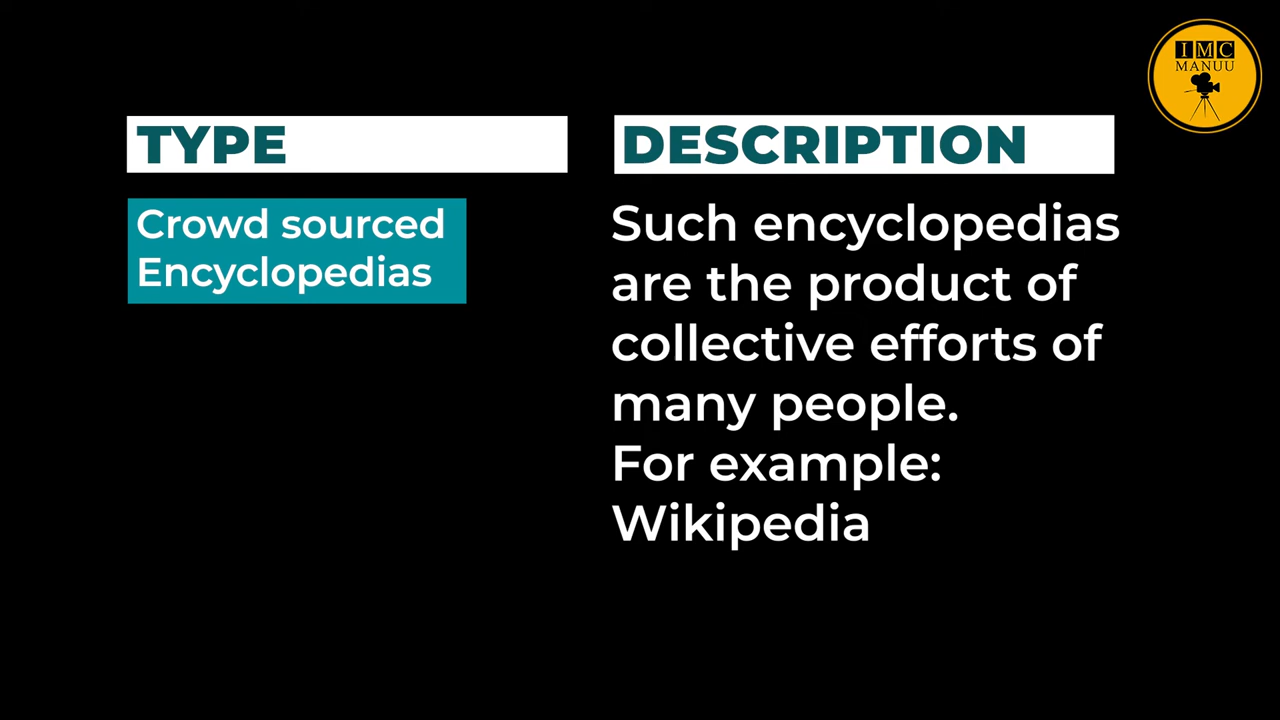 IMC
MANUU
TYPE
DESCRIPTION
Crowd sourced
Encyclopedias
Such encyclopedias
are the product of
collective efforts of
many people.
For example:
Wikipedia